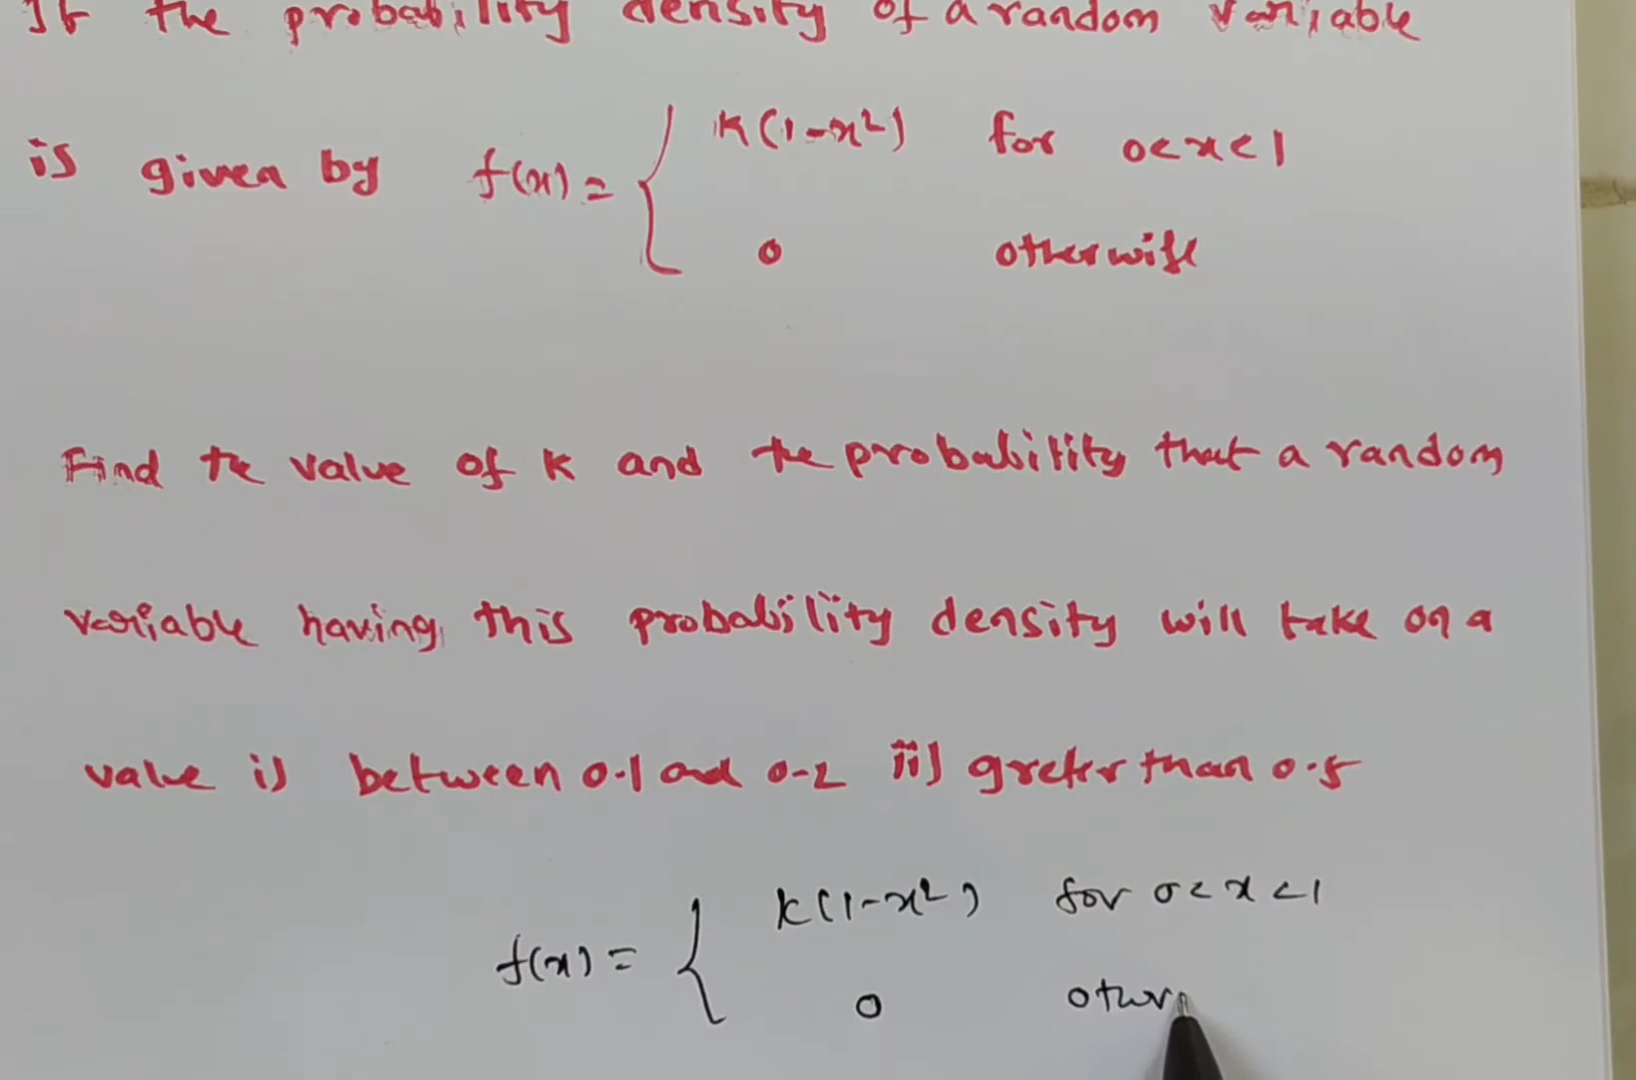 If the probability density of a random variable
is given by f(x) = { k(1-x²) for 0<x<1
0 otherwise
Find the value of k and the probability that a random
variable having this probability density will take on a
value i) between 0.1 and 0.2 ii) greter than 0.5
f(x) = { k(1-x²) for 0<x<1
0 otherw